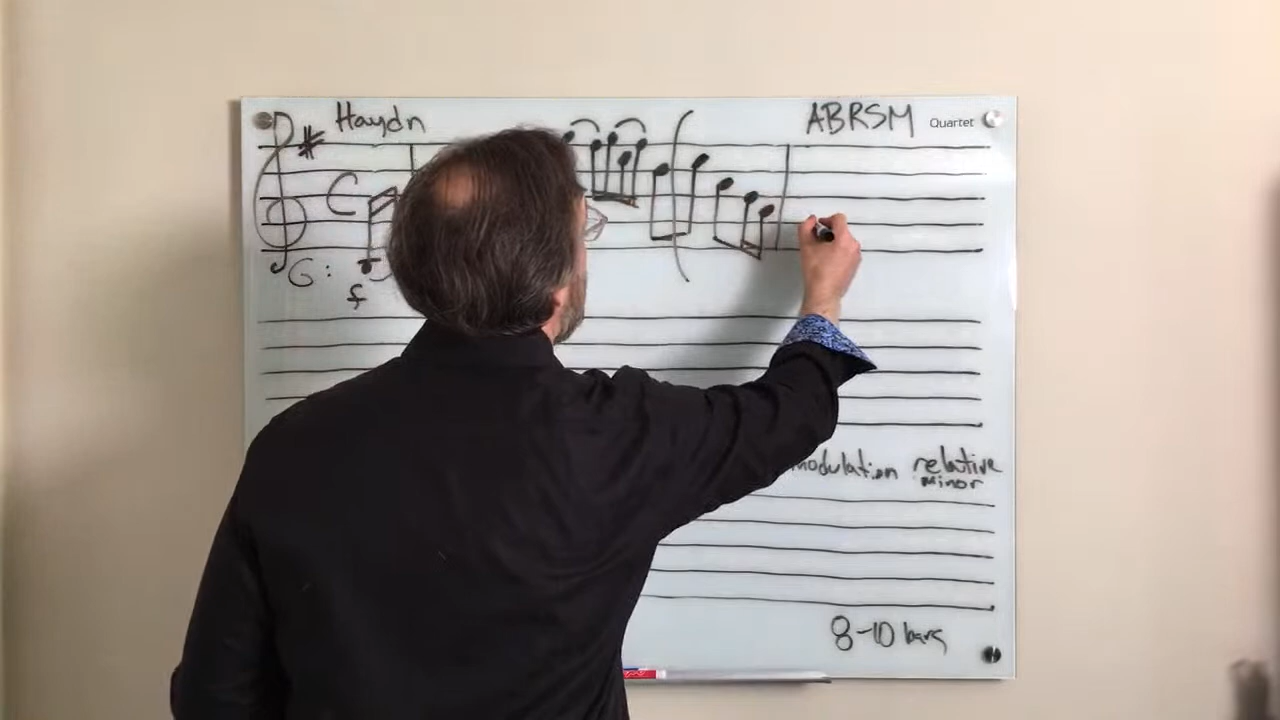 Haydn
ABRSM
Quartet
C
G:
f
modulation relative
minor
8-10 bars